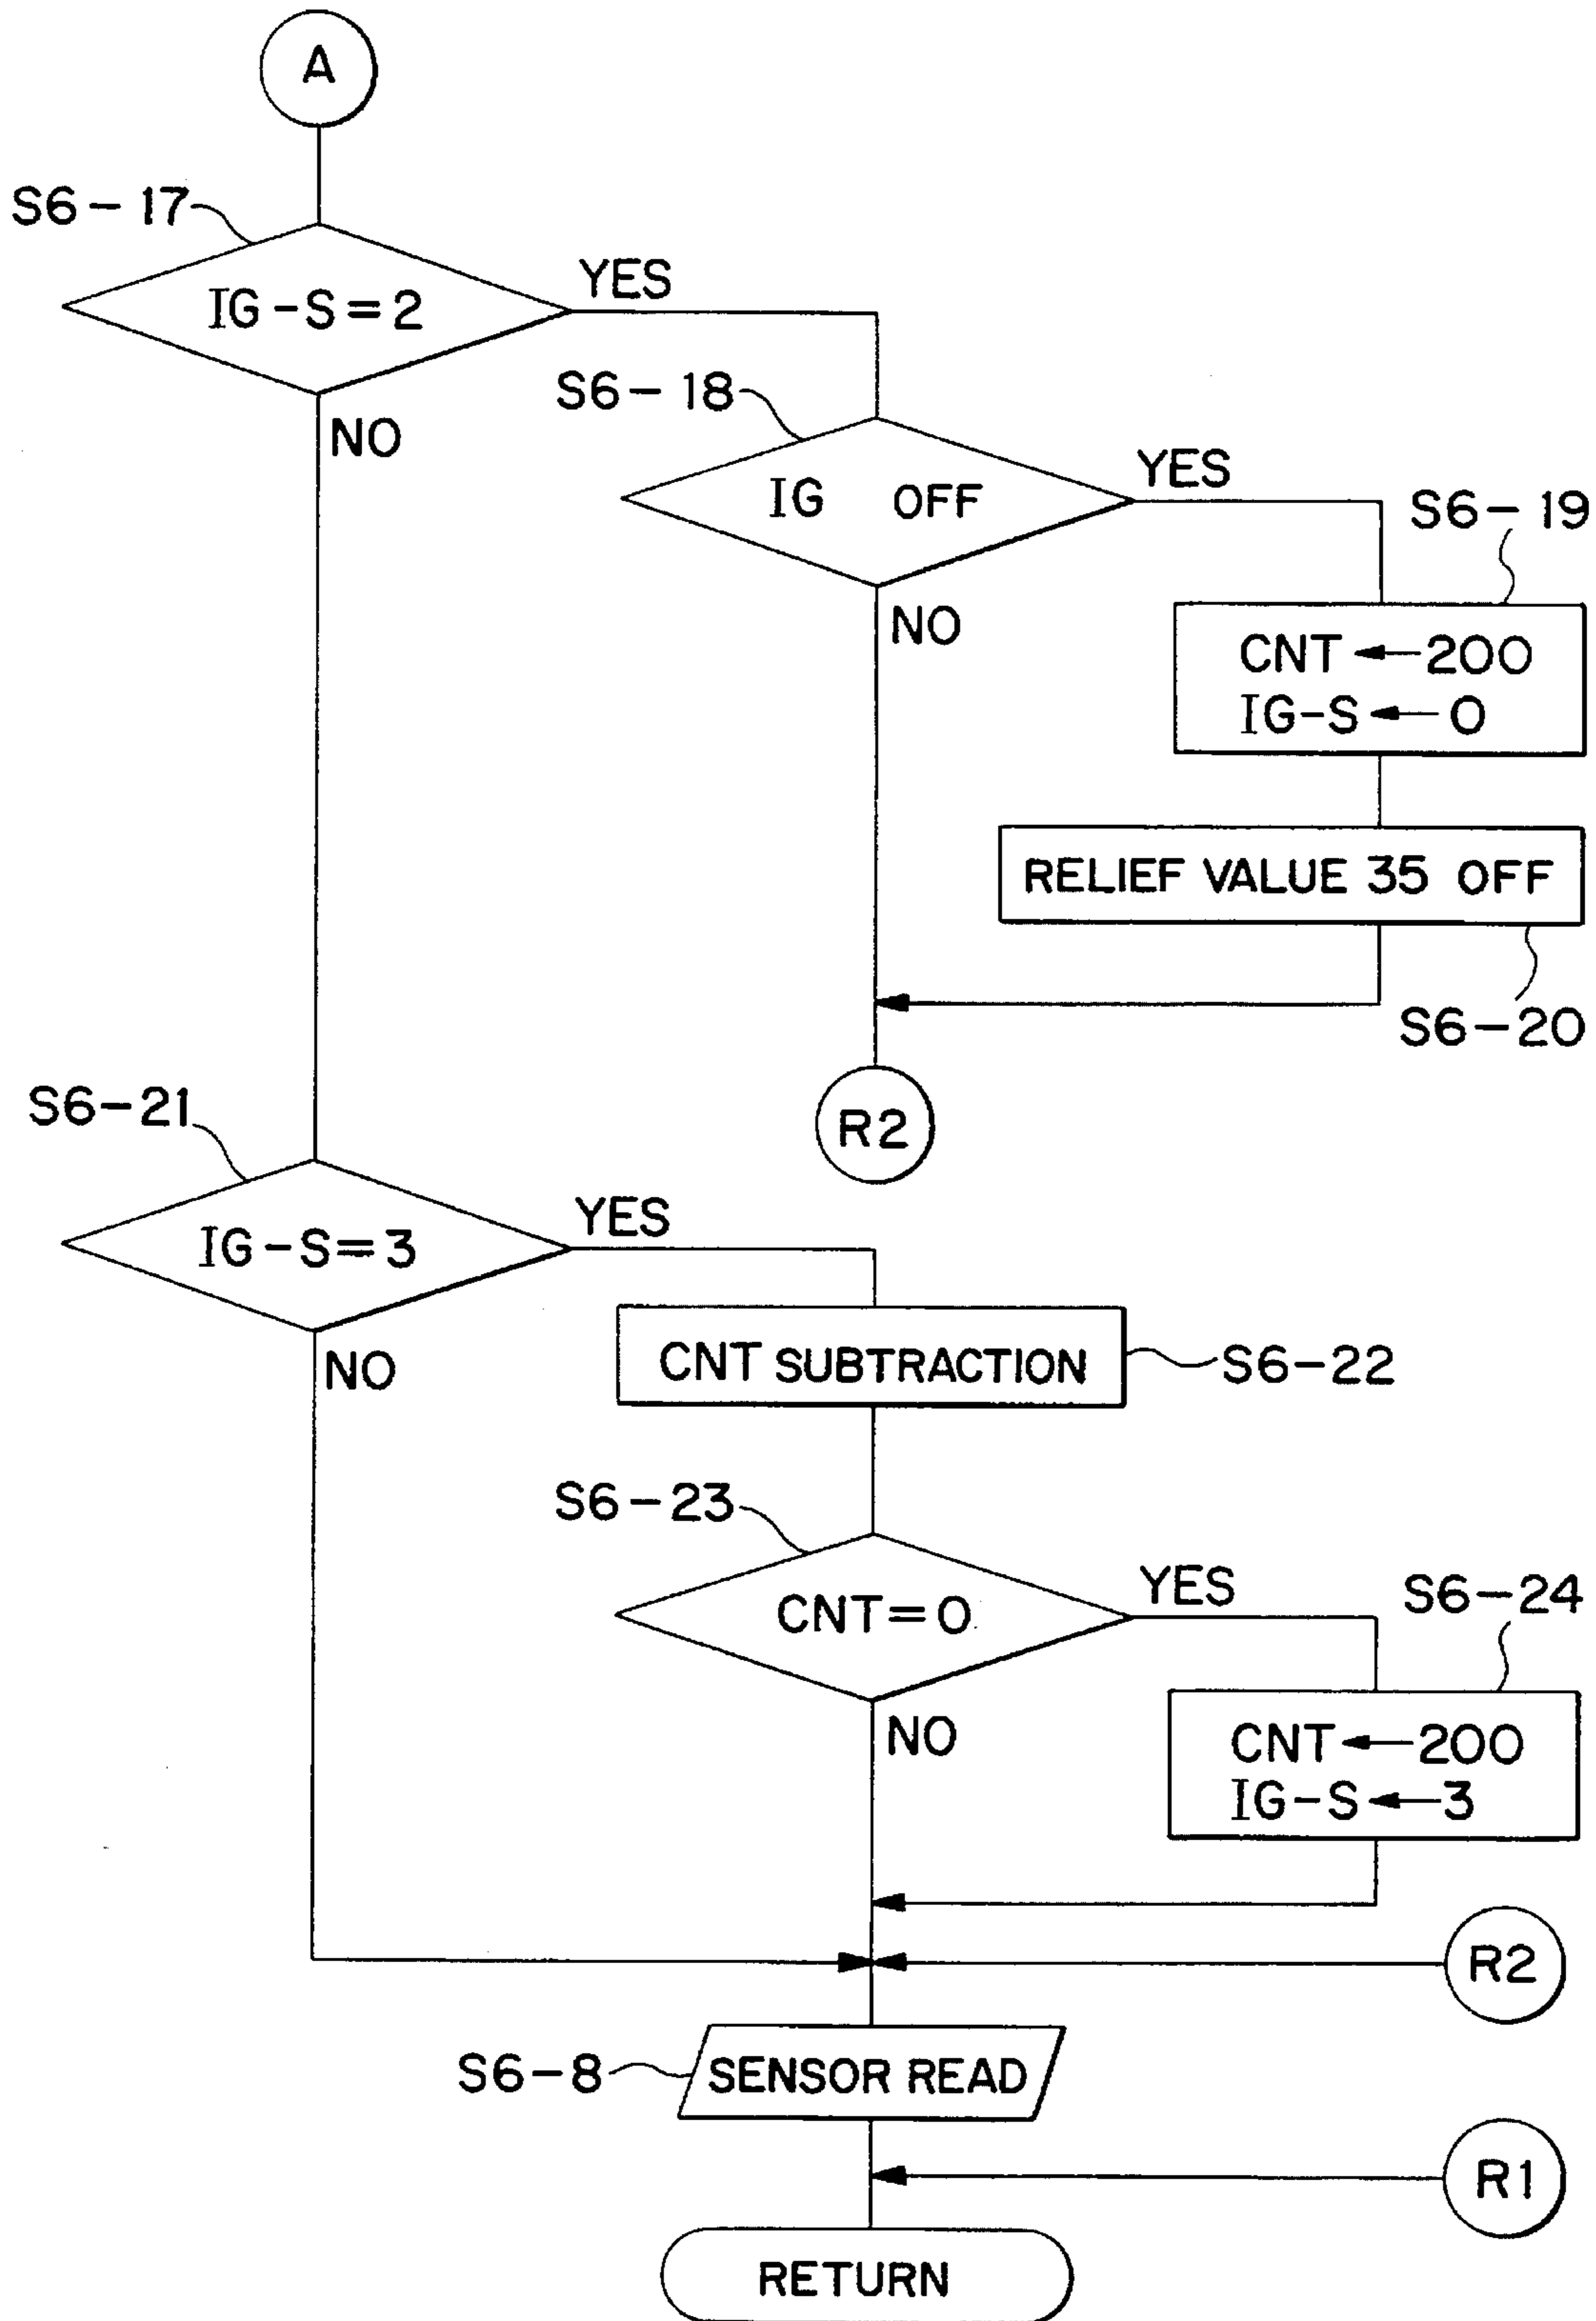 A
S6-17
IG-S=2
YES
NO
S6-18
IG OFF
YES
NO
S6-19
CNT←200
IG-S←0
RELIEF VALUE 35 OFF
S6-20
R2
S6-21
IG-S=3
YES
NO
CNT SUBTRACTION
S6-22
S6-23
CNT=0
YES
NO
S6-24
CNT←200
IG-S←3
R2
S6-8
SENSOR READ
R1
RETURN